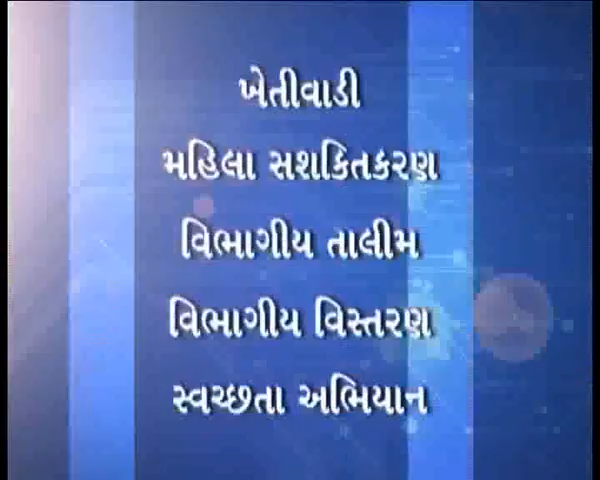 ખેતીવાડી
મહિલા સશકિતકરણ
વિભાગીય તાલીમ
વિભાગીય વિસ્તરણ
સ્વચ્છતા અભિયાન